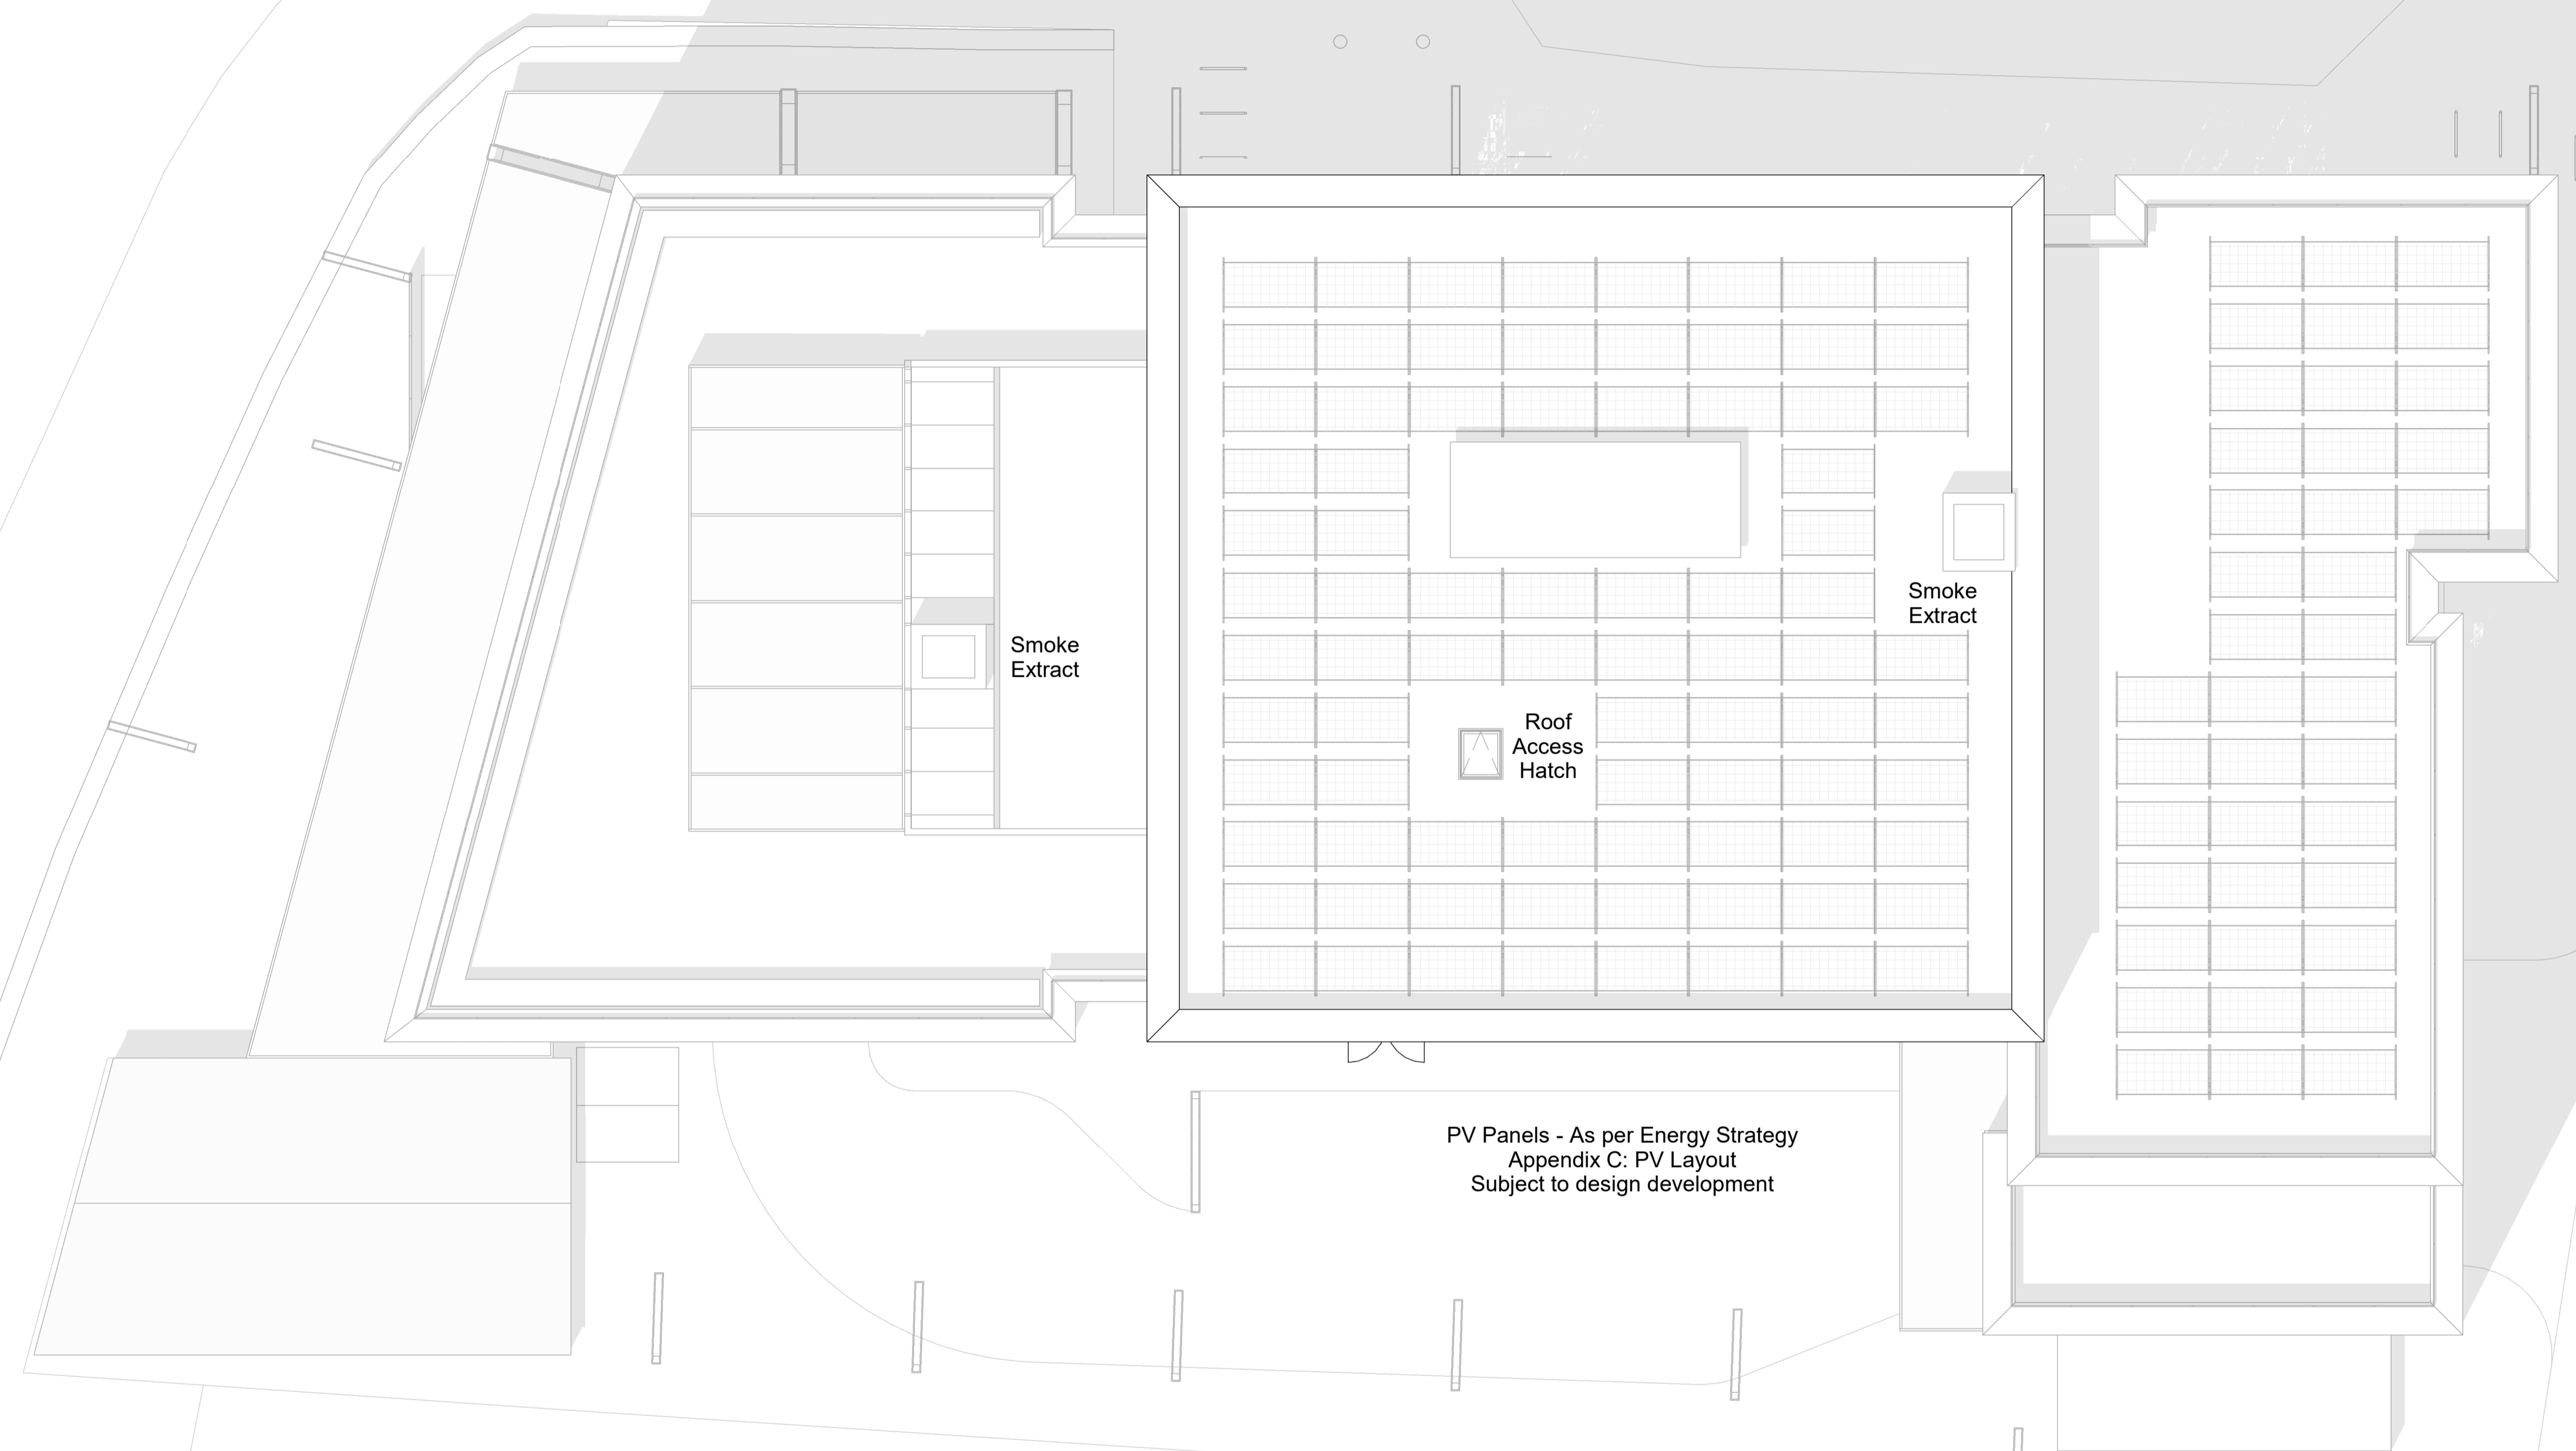 Smoke
Extract
Smoke
Extract
Roof
Access
Hatch
PV Panels - As per Energy Strategy
Appendix C: PV Layout
Subject to design development